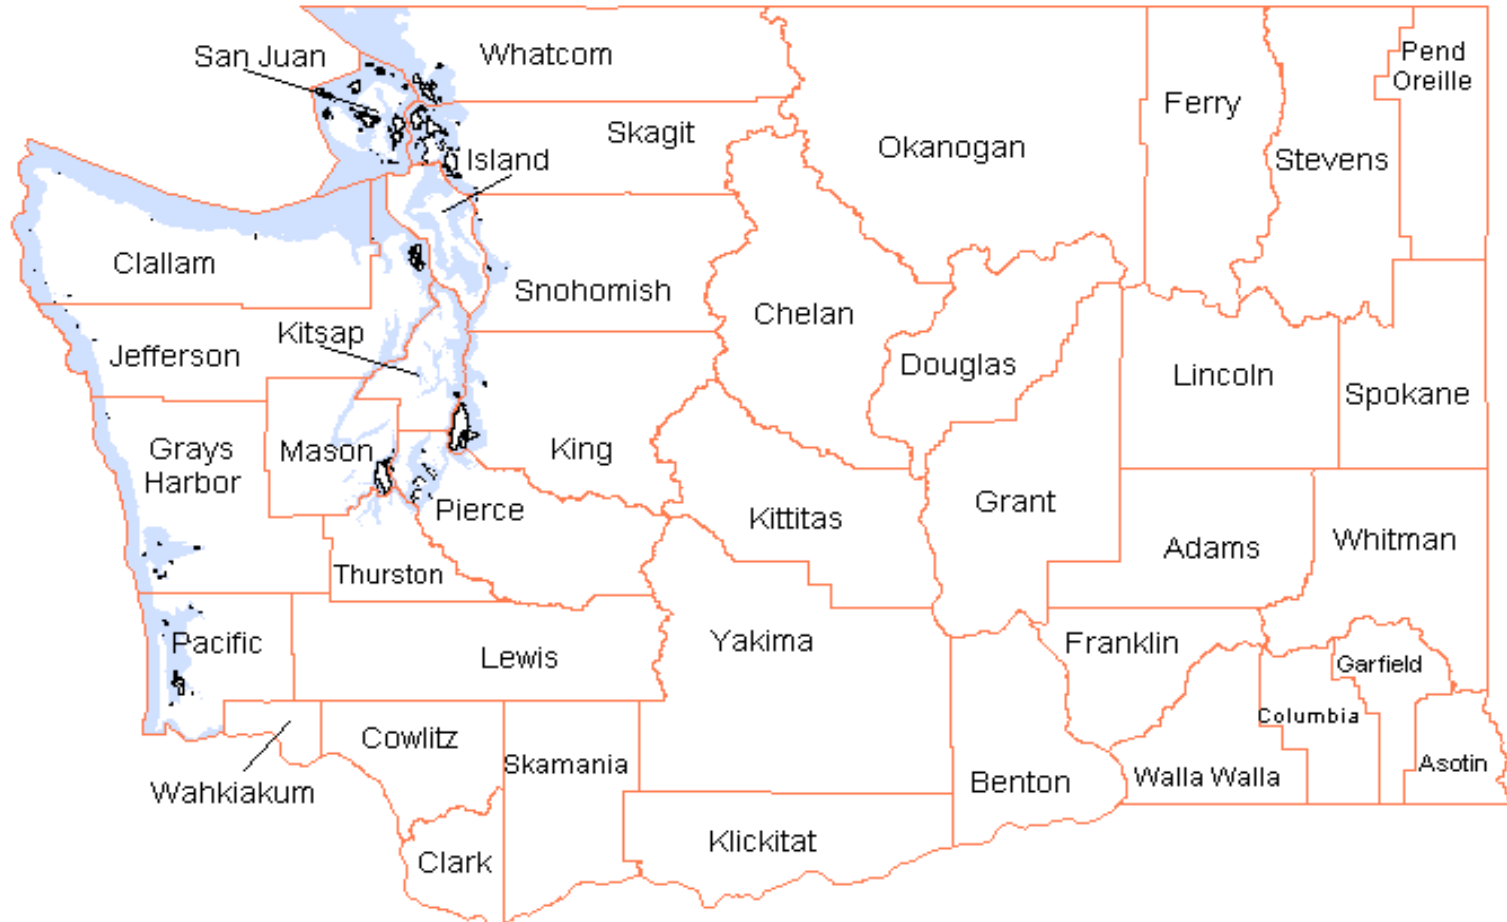 San Juan
Whatcom
Pend
Oreille
Ferry
Skagit
Okanogan
Island
Stevens
Clallam
Snohomish
Chelan
Kitsap
Jefferson
Douglas
Lincoln
Spokane
Grays
Harbor
Mason
King
Grant
Pierce
Kittitas
Adams
Whitman
Thurston
Pacific
Lewis
Yakima
Franklin
Garfield
Columbia
Cowlitz
Skamania
Wahkiakum
Benton
Walla Walla
Asotin
Klickitat
Clark